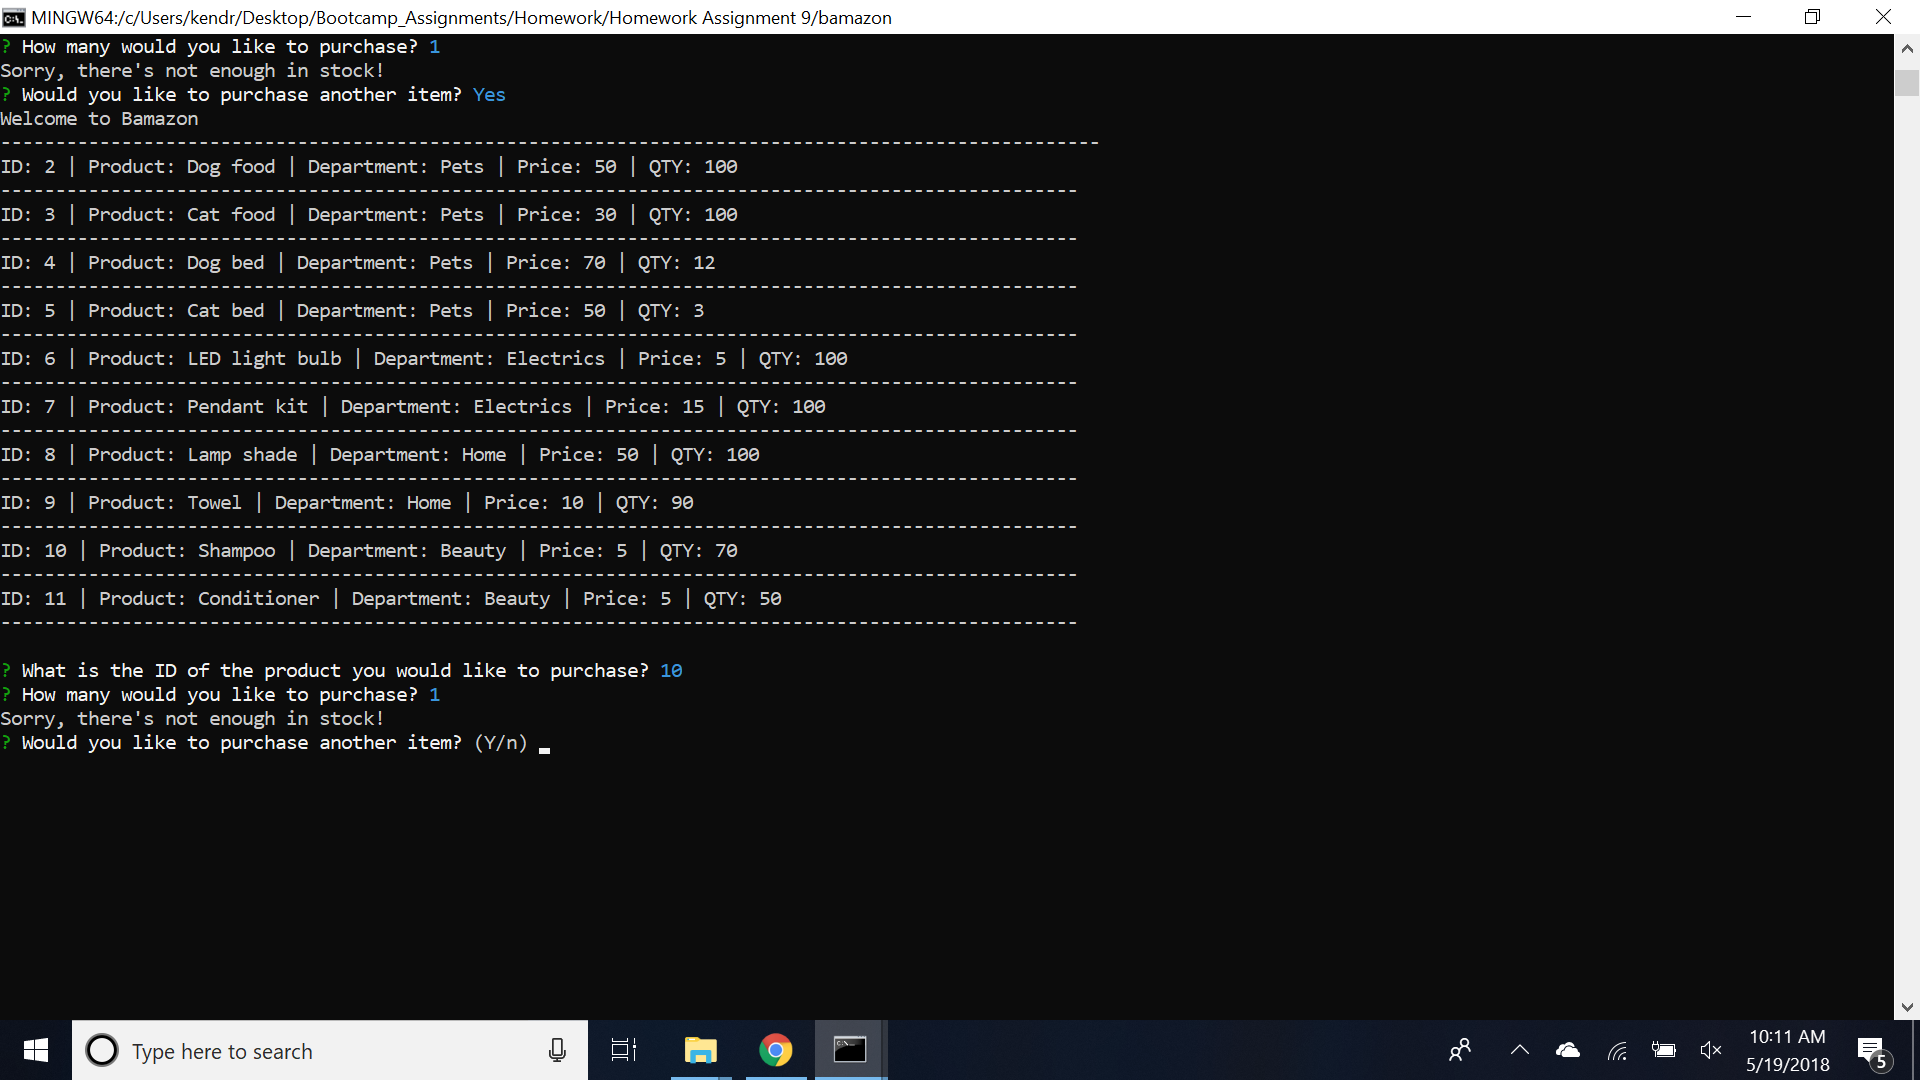 MINGW64:/c/Users/kendr/Desktop/Bootcamp_Assignments/Homework/Homework Assignment 9/bamazon
? How many would you like to purchase? 1
Sorry, there's not enough in stock!
? Would you like to purchase another item? Yes
Welcome to Bamazon
----------------------------------------------------------------------------------------------------
ID: 2 | Product: Dog food | Department: Pets | Price: 50 | QTY: 100
--------------------------------------------------------------------------------------------------
ID: 3 | Product: Cat food | Department: Pets | Price: 30 | QTY: 100
--------------------------------------------------------------------------------------------------
ID: 4 | Product: Dog bed | Department: Pets | Price: 70 | QTY: 12
--------------------------------------------------------------------------------------------------
ID: 5 | Product: Cat bed | Department: Pets | Price: 50 | QTY: 3
--------------------------------------------------------------------------------------------------
ID: 6 | Product: LED light bulb | Department: Electrics | Price: 5 | QTY: 100
--------------------------------------------------------------------------------------------------
ID: 7 | Product: Pendant kit | Department: Electrics | Price: 15 | QTY: 100
--------------------------------------------------------------------------------------------------
ID: 8 | Product: Lamp shade | Department: Home | Price: 50 | QTY: 100
--------------------------------------------------------------------------------------------------
ID: 9 | Product: Towel | Department: Home | Price: 10 | QTY: 90
--------------------------------------------------------------------------------------------------
ID: 10 | Product: Shampoo | Department: Beauty | Price: 5 | QTY: 70
--------------------------------------------------------------------------------------------------
ID: 11 | Product: Conditioner | Department: Beauty | Price: 5 | QTY: 50
--------------------------------------------------------------------------------------------------
? What is the ID of the product you would like to purchase? 10
? How many would you like to purchase? 1
Sorry, there's not enough in stock!
? Would you like to purchase another item? (Y/n)
Type here to search
10:11 AM
5/19/2018
5